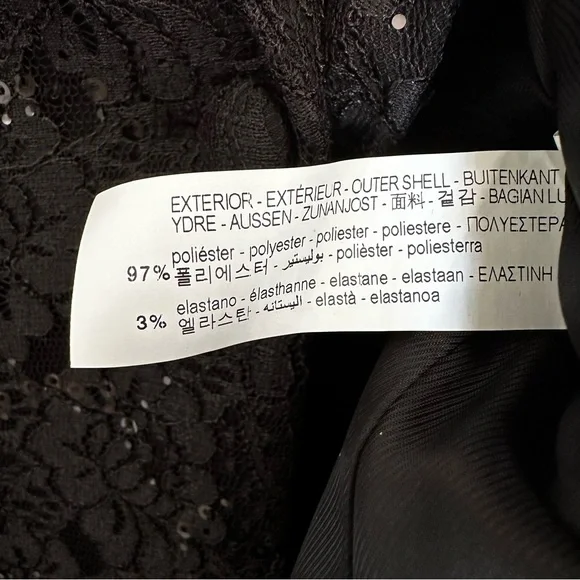 EXTERIOR - EXTÉRIEUR - OUTER SHELL - BUITENKANT
YDRE - AUSSEN - ZUNANJOST - 面料 - 겉감 - BAGIAN LU
poliéster - polyester - poliester - poliestere - ΠΟΛΥΕΣΤΕΡΑ
97% 폴리에스터 - بوليستير - polièster - poliesterra
elastano - élasthanne - elastane - elastaan - ΕΛΑΣΤΙΝΗ
3% 엘라스탄 - اليستانه - elastà - elastanoa